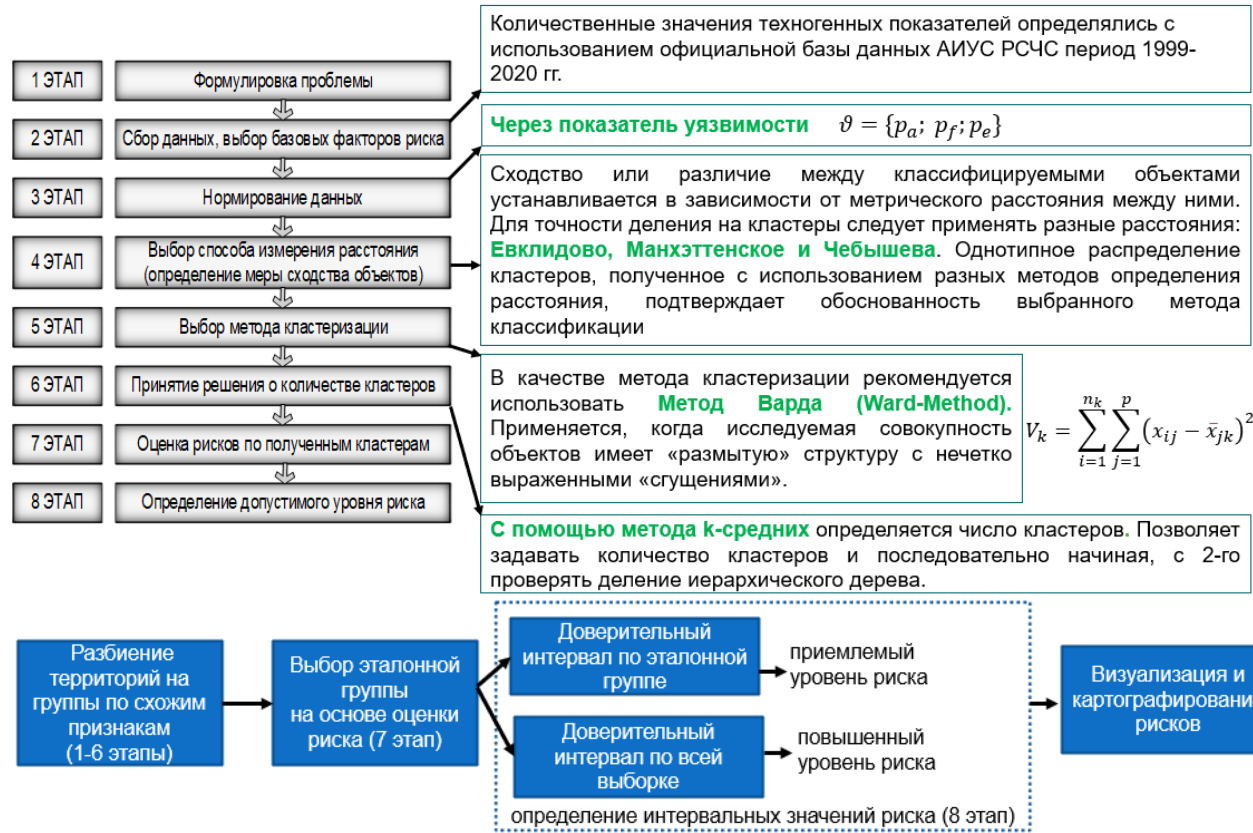 1 ЭТАП
Формулировка проблемы
2 ЭТАП
Сбор данных, выбор базовых факторов риска
3 ЭТАП
Нормирование данных
4 ЭТАП
Выбор способа измерения расстояния
(определение меры сходства объектов)
5 ЭТАП
Выбор метода кластеризации
6 ЭТАП
Принятие решения о количестве кластеров
7 ЭТАП
Оценка рисков по полученным кластерам
8 ЭТАП
Определение допустимого уровня риска
Количественные значения техногенных показателей определялись с
использованием официальной базы данных АИУС РСЧС период 1999-
2020 гг.
Через показатель уязвимости ϑ = {p_a; p_f; p_e}
Сходство или различие между классифицируемыми объектами
устанавливается в зависимости от метрического расстояния между ними.
Для точности деления на кластеры следует применять разные расстояния:
Евклидово, Манхэттенское и Чебышева. Однотипное распределение
кластеров, полученное с использованием разных методов определения
расстояния, подтверждает обоснованность выбранного метода
классификации
В качестве метода кластеризации рекомендуется
использовать Метод Варда (Ward-Method).
Применяется, когда исследуемая совокупность
объектов имеет «размытую» структуру с нечетко
выраженными «сгущениями».
V_k = ∑_{i=1}^{n_k} ∑_{j=1}^{p} (x_{ij} − x̄_{jk})^2
С помощью метода k-средних определяется число кластеров. Позволяет
задавать количество кластеров и последовательно начиная, с 2-го
проверять деление иерархического дерева.
Разбиение
территорий на
группы по схожим
признакам
(1-6 этапы)
Выбор эталонной
группы
на основе оценки
риска (7 этап)
Доверительный
интервал по эталонной
группе
приемлемый
уровень риска
Доверительный
интервал по всей
выборке
повышенный
уровень риска
определение интервальных значений риска (8 этап)
Визуализация и
картографировани
рисков